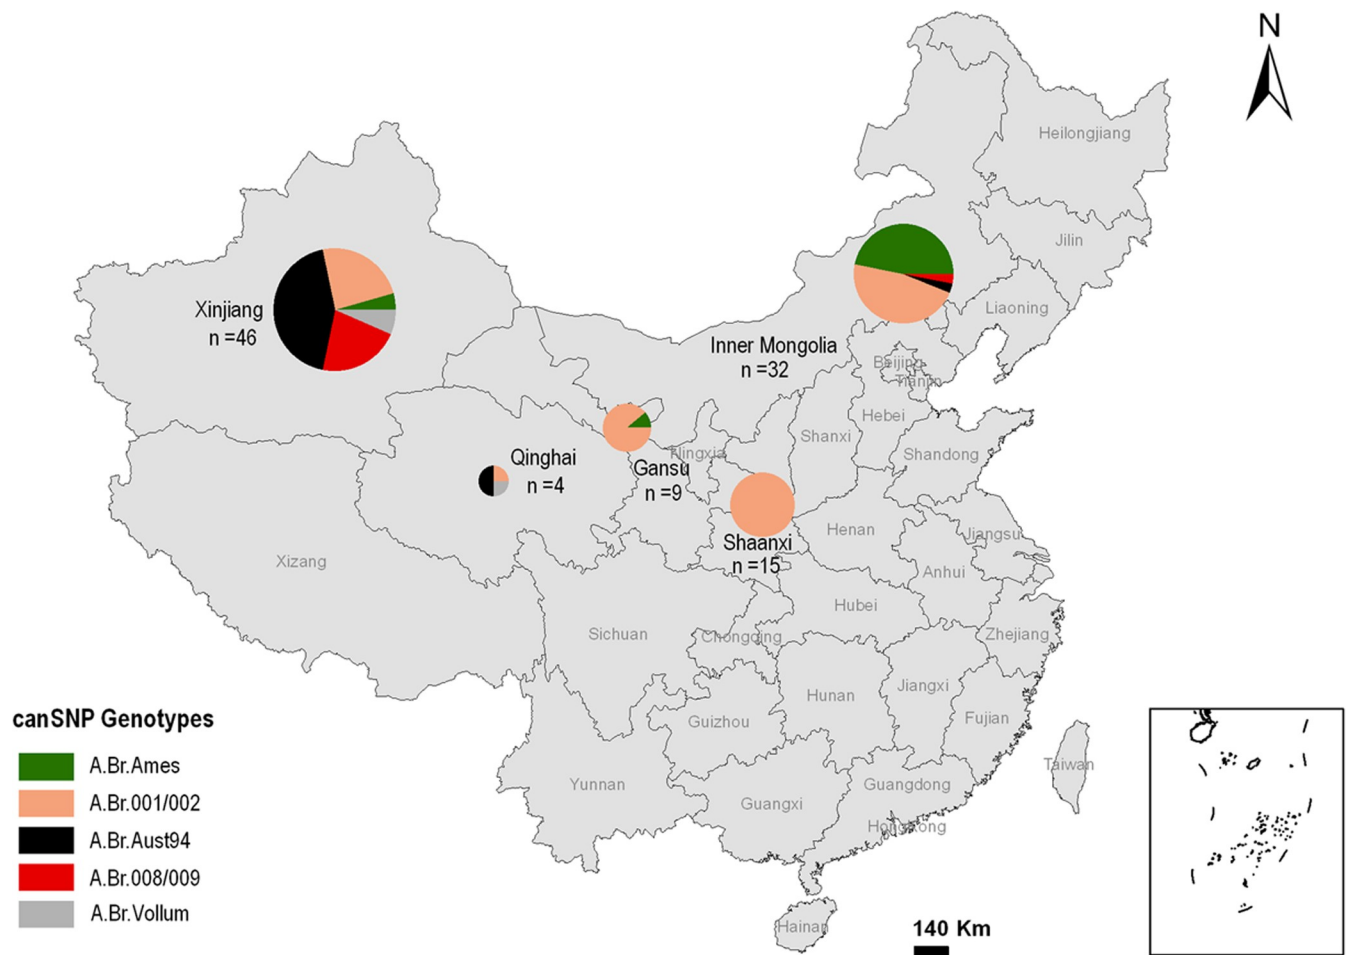 N
Heilongjiang
Jilin
Liaoning
Xinjiang
n =46
Inner Mongolia
n =32
Beijing
Tianjin
Hebei
Shanxi
Shandong
Ningxia
Qinghai
n =4
Gansu
n =9
Shaanxi
n =15
Henan
Jiangsu
Anhui
Xizang
Hubei
Sichuan
Chongqing
Zhejiang
Hunan
Jiangxi
Guizhou
Fujian
Yunnan
Guangxi
Guangdong
Taiwan
HongKong
Hainan
canSNP Genotypes
A.Br.Ames
A.Br.001/002
A.Br.Aust94
A.Br.008/009
A.Br.Vollum
140 Km